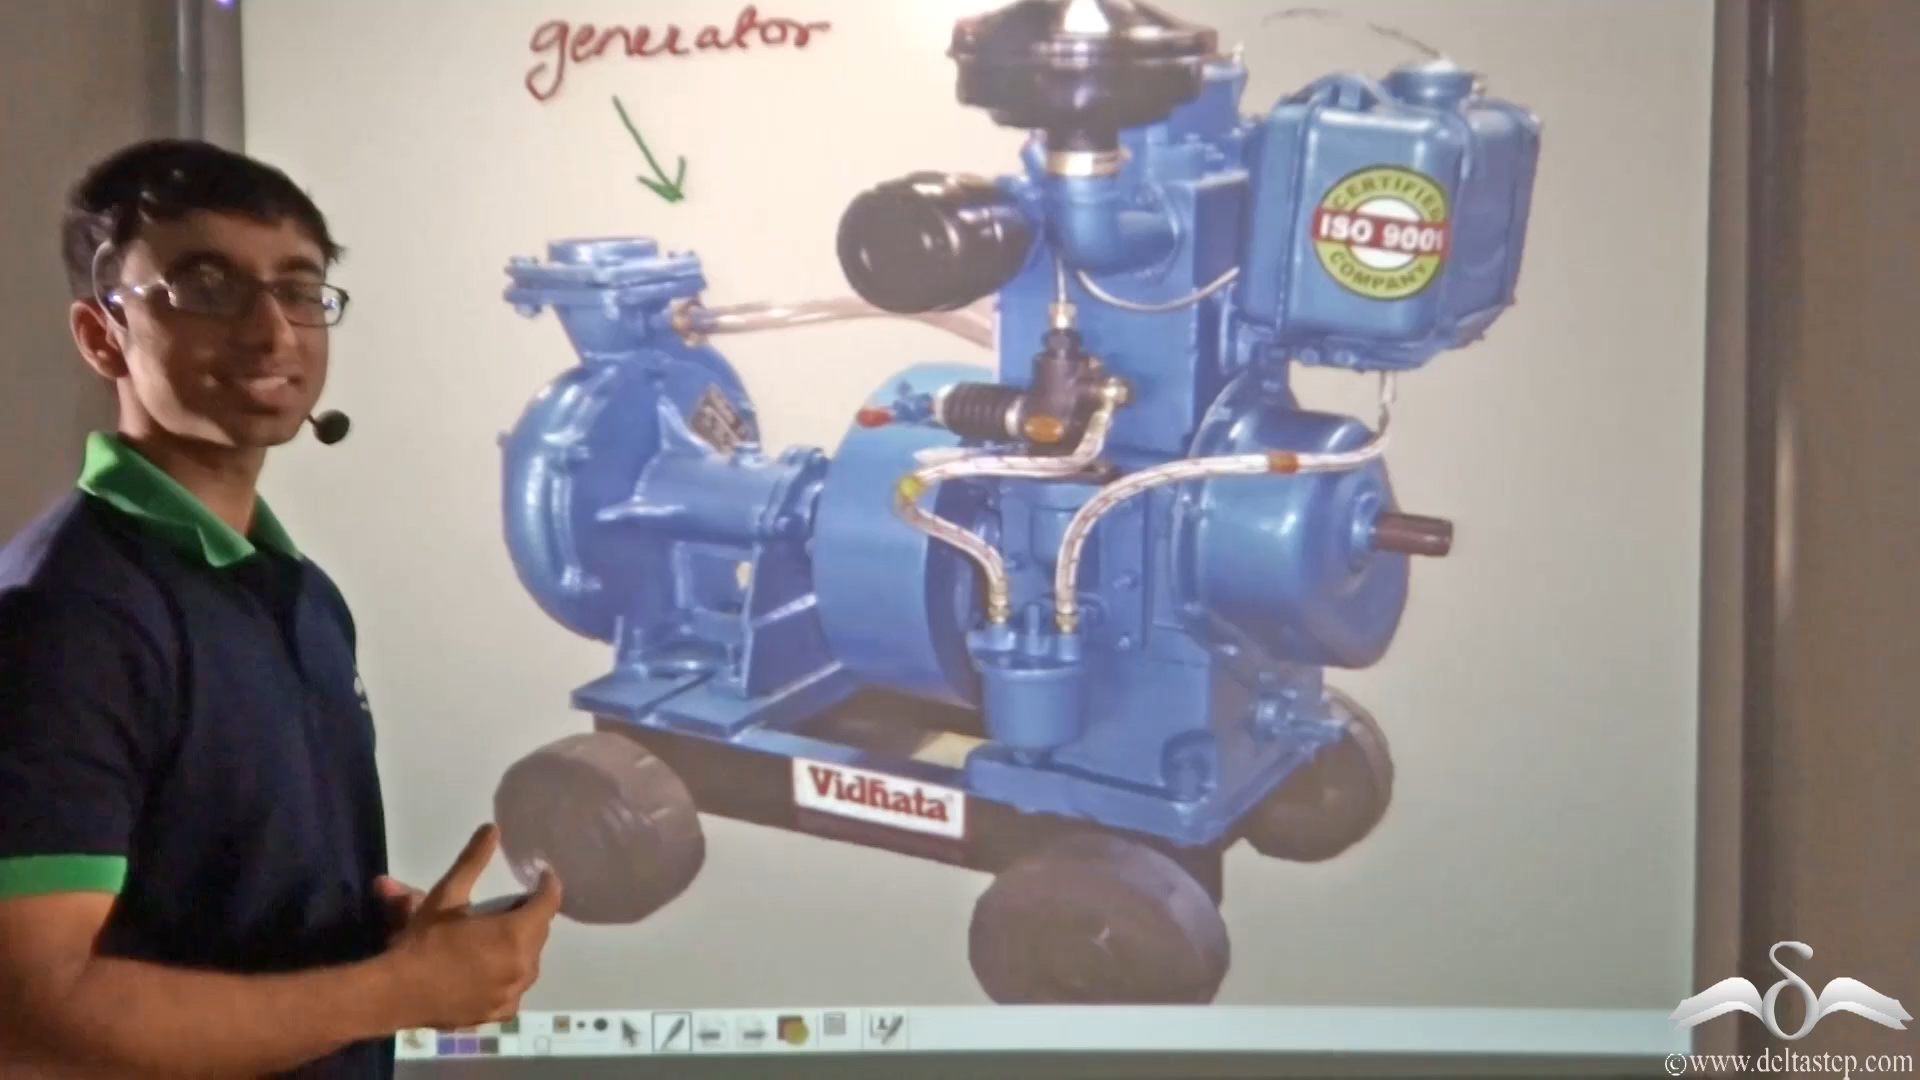 generator
CERTIFIED
ISO 9001
COMPANY
Vidhata
©www.deltastep.com